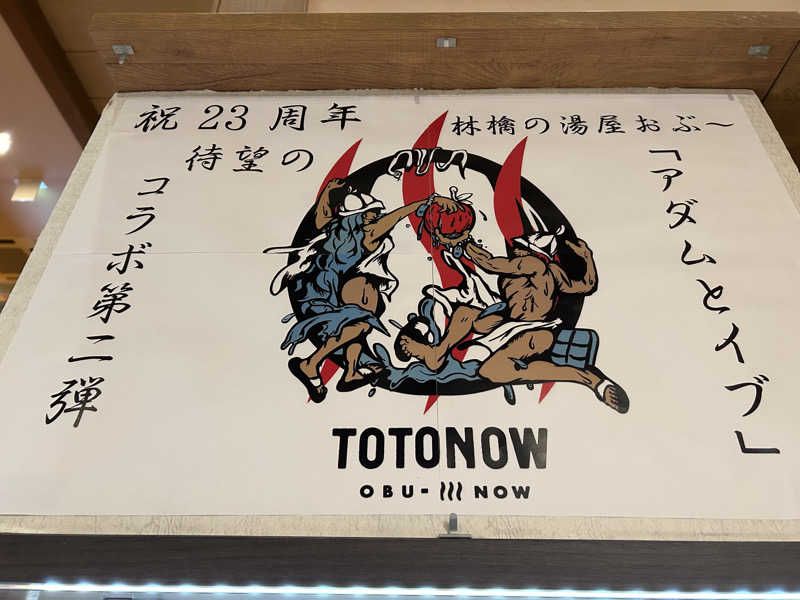 祝 23 周年
待望の
コラボ第二弾
林檎の湯屋おぶ～
「アダムとイブ」
TOTONOW
OBU- NOW